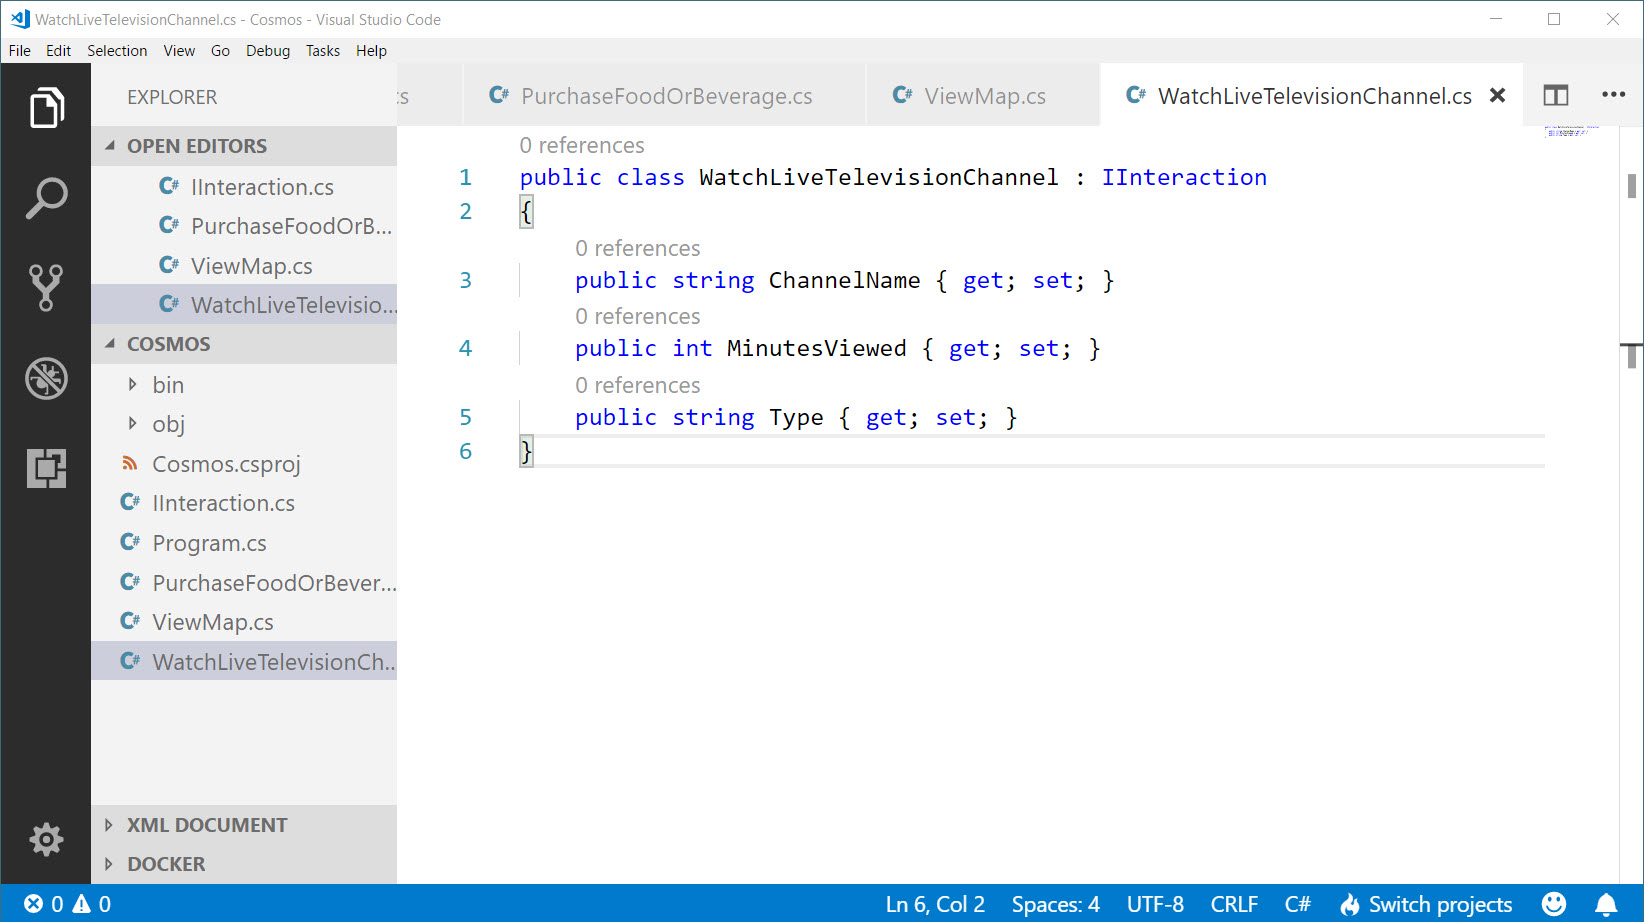 WatchLiveTelevisionChannel.cs - Cosmos - Visual Studio Code
File Edit Selection View Go Debug Tasks Help
EXPLORER
OPEN EDITORS
C# IInteraction.cs
C# PurchaseFoodOrB...
C# ViewMap.cs
C# WatchLiveTelevisio...
COSMOS
bin
obj
Cosmos.csproj
C# IInteraction.cs
C# Program.cs
C# PurchaseFoodOrBever...
C# ViewMap.cs
C# WatchLiveTelevisionCh...
XML DOCUMENT
DOCKER
cs C# PurchaseFoodOrBeverage.cs C# ViewMap.cs C# WatchLiveTelevisionChannel.cs
0 references
1 public class WatchLiveTelevisionChannel : IInteraction
2 {
0 references
3 public string ChannelName { get; set; }
0 references
4 public int MinutesViewed { get; set; }
0 references
5 public string Type { get; set; }
6 }
0 0 Ln 6, Col 2 Spaces: 4 UTF-8 CRLF C# Switch projects